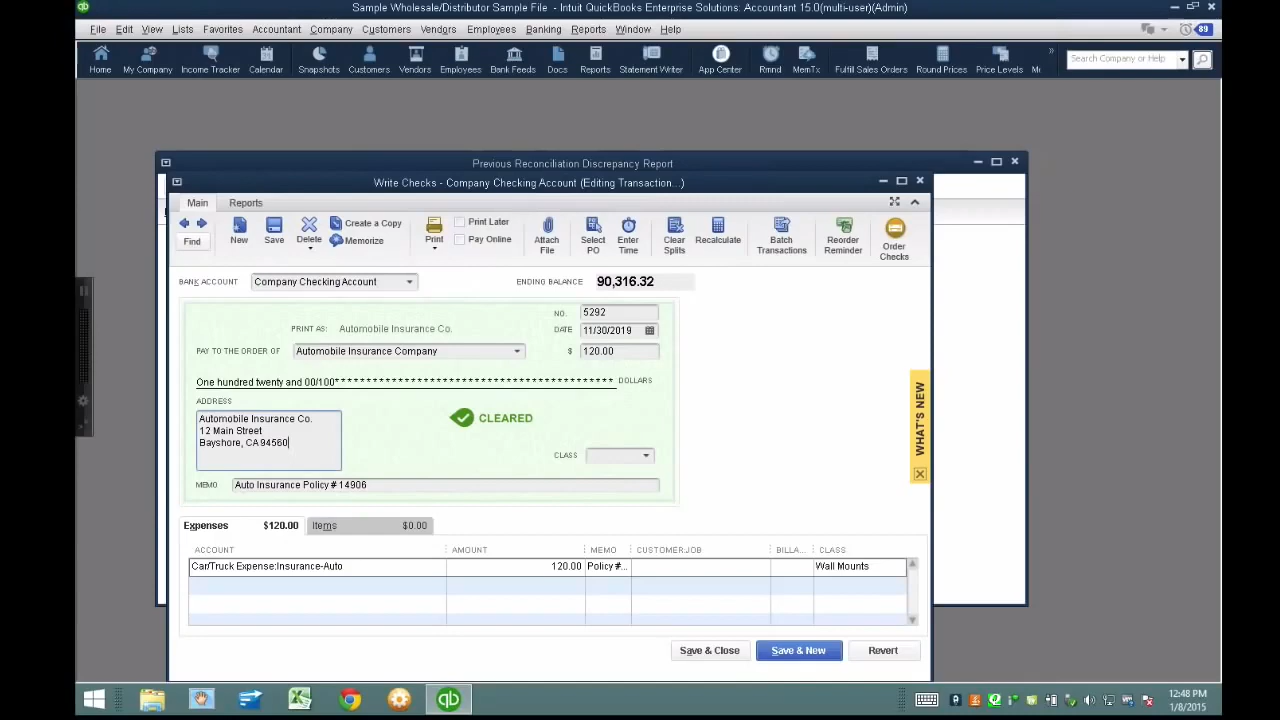 Sample Wholesale/Distributor Sample File - Intuit QuickBooks Enterprise Solutions: Accountant 15.0(multi-user)(Admin)
File Edit View Lists Favorites Accountant Company Customers Vendors Employees Banking Reports Window Help 89
Home My Company Income Tracker Calendar Snapshots Customers Vendors Employees Bank Feeds Docs Reports Statement Writer App Center Rmnd MemTx Fulfill Sales Orders Round Prices Price Levels » Search Company or Help
Previous Reconciliation Discrepancy Report
Write Checks - Company Checking Account (Editing Transaction...)
Main Reports
Find New Save Delete Create a Copy Memorize Print Print Later Pay Online Attach File Select PO Enter Time Clear Splits Recalculate Batch Transactions Reorder Reminder Order Checks
BANK ACCOUNT Company Checking Account ENDING BALANCE 90,316.32
NO. 5292
PRINT AS: Automobile Insurance Co. DATE 11/30/2019
PAY TO THE ORDER OF Automobile Insurance Company $ 120.00
One hundred twenty and 00/100* * * * * * * * * * * * * * * * * * * * * * * * * * * * * * * * * * * * * * * * * * DOLLARS
ADDRESS
Automobile Insurance Co.
12 Main Street
Bayshore, CA 94560
CLEARED
CLASS
MEMO Auto Insurance Policy # 14906
WHAT'S NEW
Expenses $120.00 Items $0.00
ACCOUNT AMOUNT MEMO CUSTOMER:JOB BILLA... CLASS
Car/Truck Expense:Insurance-Auto 120.00 Policy #... Wall Mounts
Save & Close Save & New Revert
12:48 PM
1/8/2015